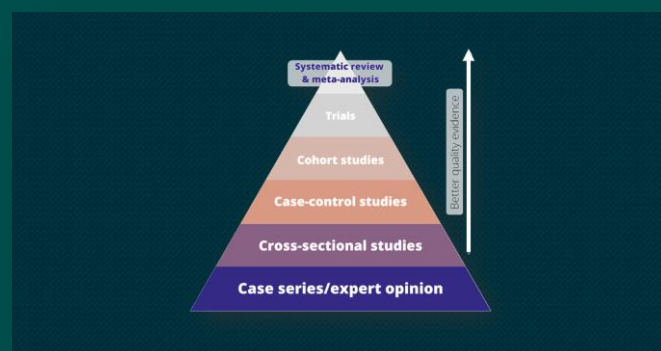 Systematic review
& meta-analysis
Trials
Cohort studies
Case-control studies
Cross-sectional studies
Case series/expert opinion
Better quality evidence